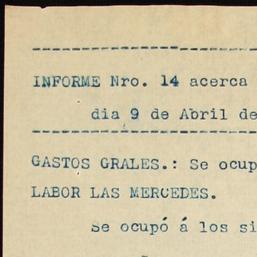 INFORME Nro. 14 acerca
dia 9 de Abril de
GASTOS GRALES.: Se ocup
LABOR LAS MERCEDES.
Se ocupó á los si